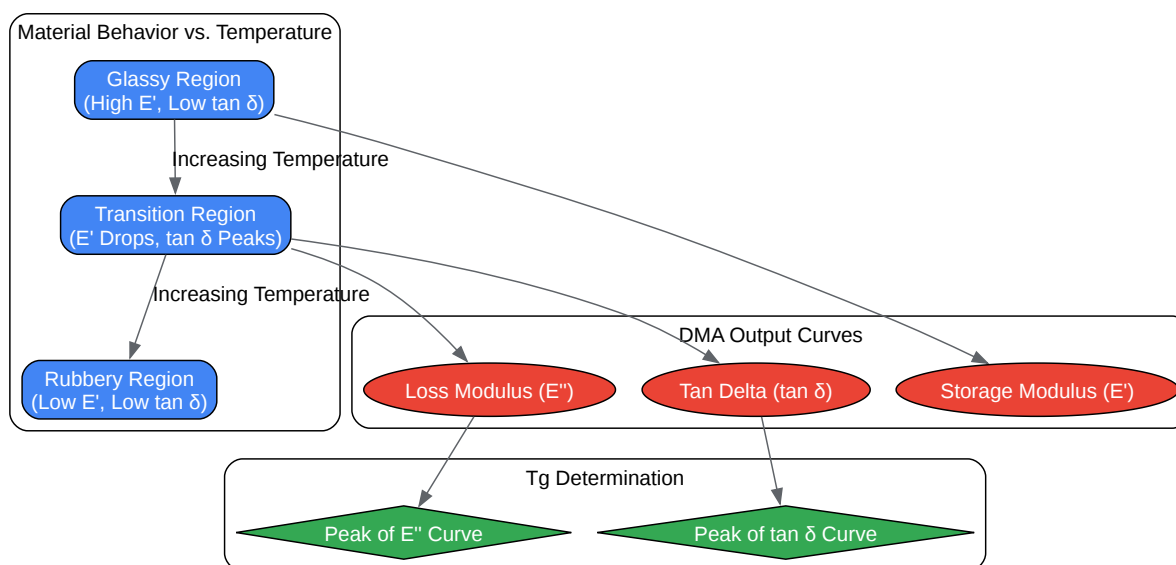 Material Behavior vs. Temperature
Glassy Region
(High E', Low tan δ)
Increasing Temperature
Transition Region
(E' Drops, tan δ Peaks)
Increasing Temperature
Rubbery Region
(Low E', Low tan δ)
DMA Output Curves
Loss Modulus (E'')
Tan Delta (tan δ)
Storage Modulus (E')
Tg Determination
Peak of E'' Curve
Peak of tan δ Curve